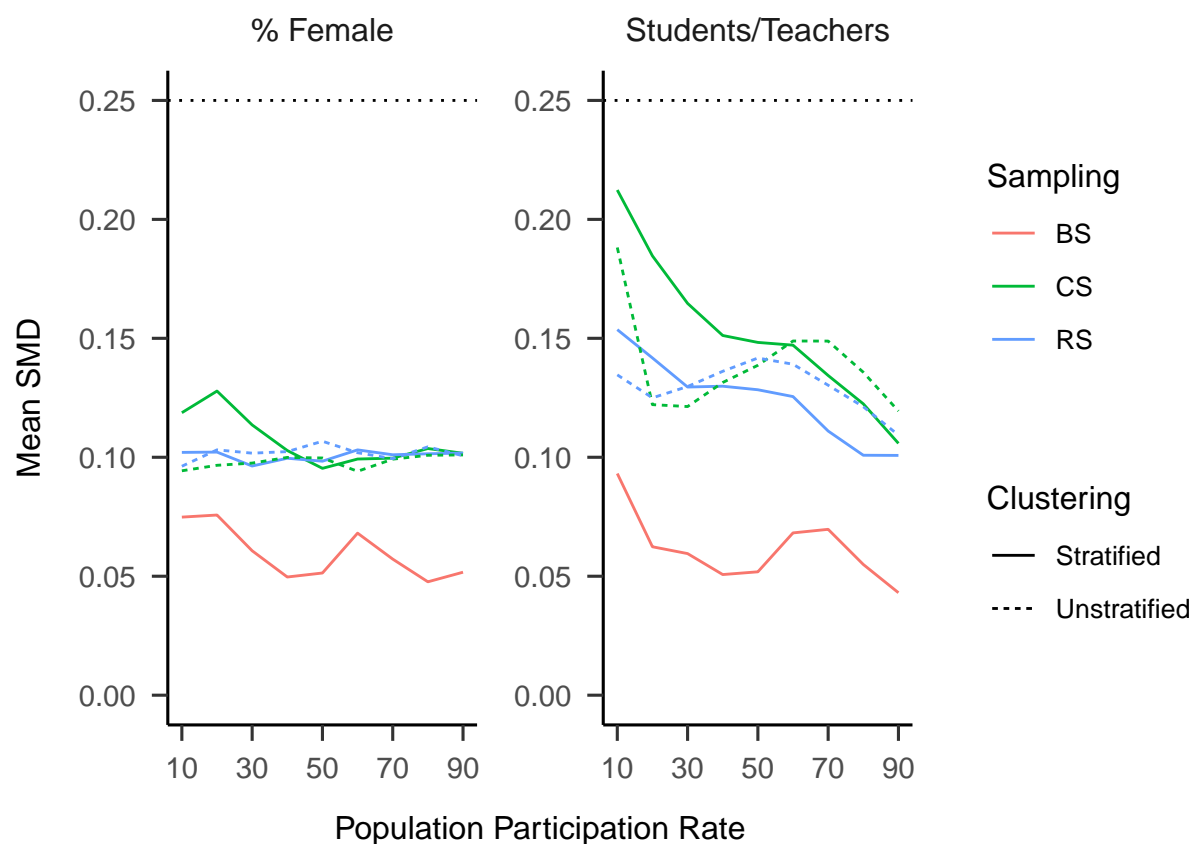 % Female
Students/Teachers
Mean SMD
0.25
0.20
0.15
0.10
0.05
0.00
10 30 50 70 90
0.25
0.20
0.15
0.10
0.05
0.00
10 30 50 70 90
Population Participation Rate
Sampling
BS
CS
RS
Clustering
Stratified
Unstratified